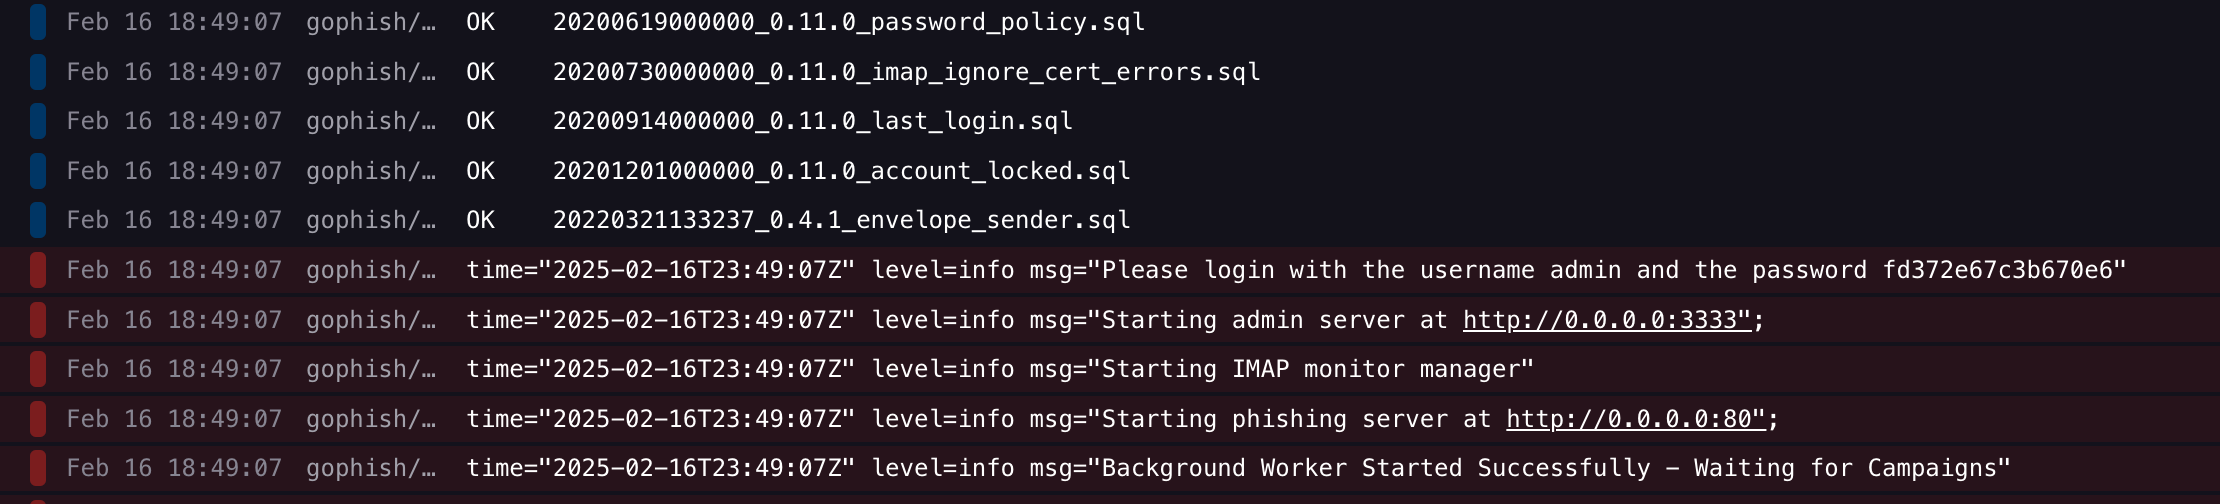 Feb 16 18:49:07 gophish/… OK 20200619000000_0.11.0_password_policy.sql
Feb 16 18:49:07 gophish/… OK 20200730000000_0.11.0_imap_ignore_cert_errors.sql
Feb 16 18:49:07 gophish/… OK 20200914000000_0.11.0_last_login.sql
Feb 16 18:49:07 gophish/… OK 20201201000000_0.11.0_account_locked.sql
Feb 16 18:49:07 gophish/… OK 20220321133237_0.4.1_envelope_sender.sql
Feb 16 18:49:07 gophish/… time="2025-02-16T23:49:07Z" level=info msg="Please login with the username admin and the password fd372e67c3b670e6"
Feb 16 18:49:07 gophish/… time="2025-02-16T23:49:07Z" level=info msg="Starting admin server at http://0.0.0.0:3333";
Feb 16 18:49:07 gophish/… time="2025-02-16T23:49:07Z" level=info msg="Starting IMAP monitor manager"
Feb 16 18:49:07 gophish/… time="2025-02-16T23:49:07Z" level=info msg="Starting phishing server at http://0.0.0.0:80";
Feb 16 18:49:07 gophish/… time="2025-02-16T23:49:07Z" level=info msg="Background Worker Started Successfully - Waiting for Campaigns"